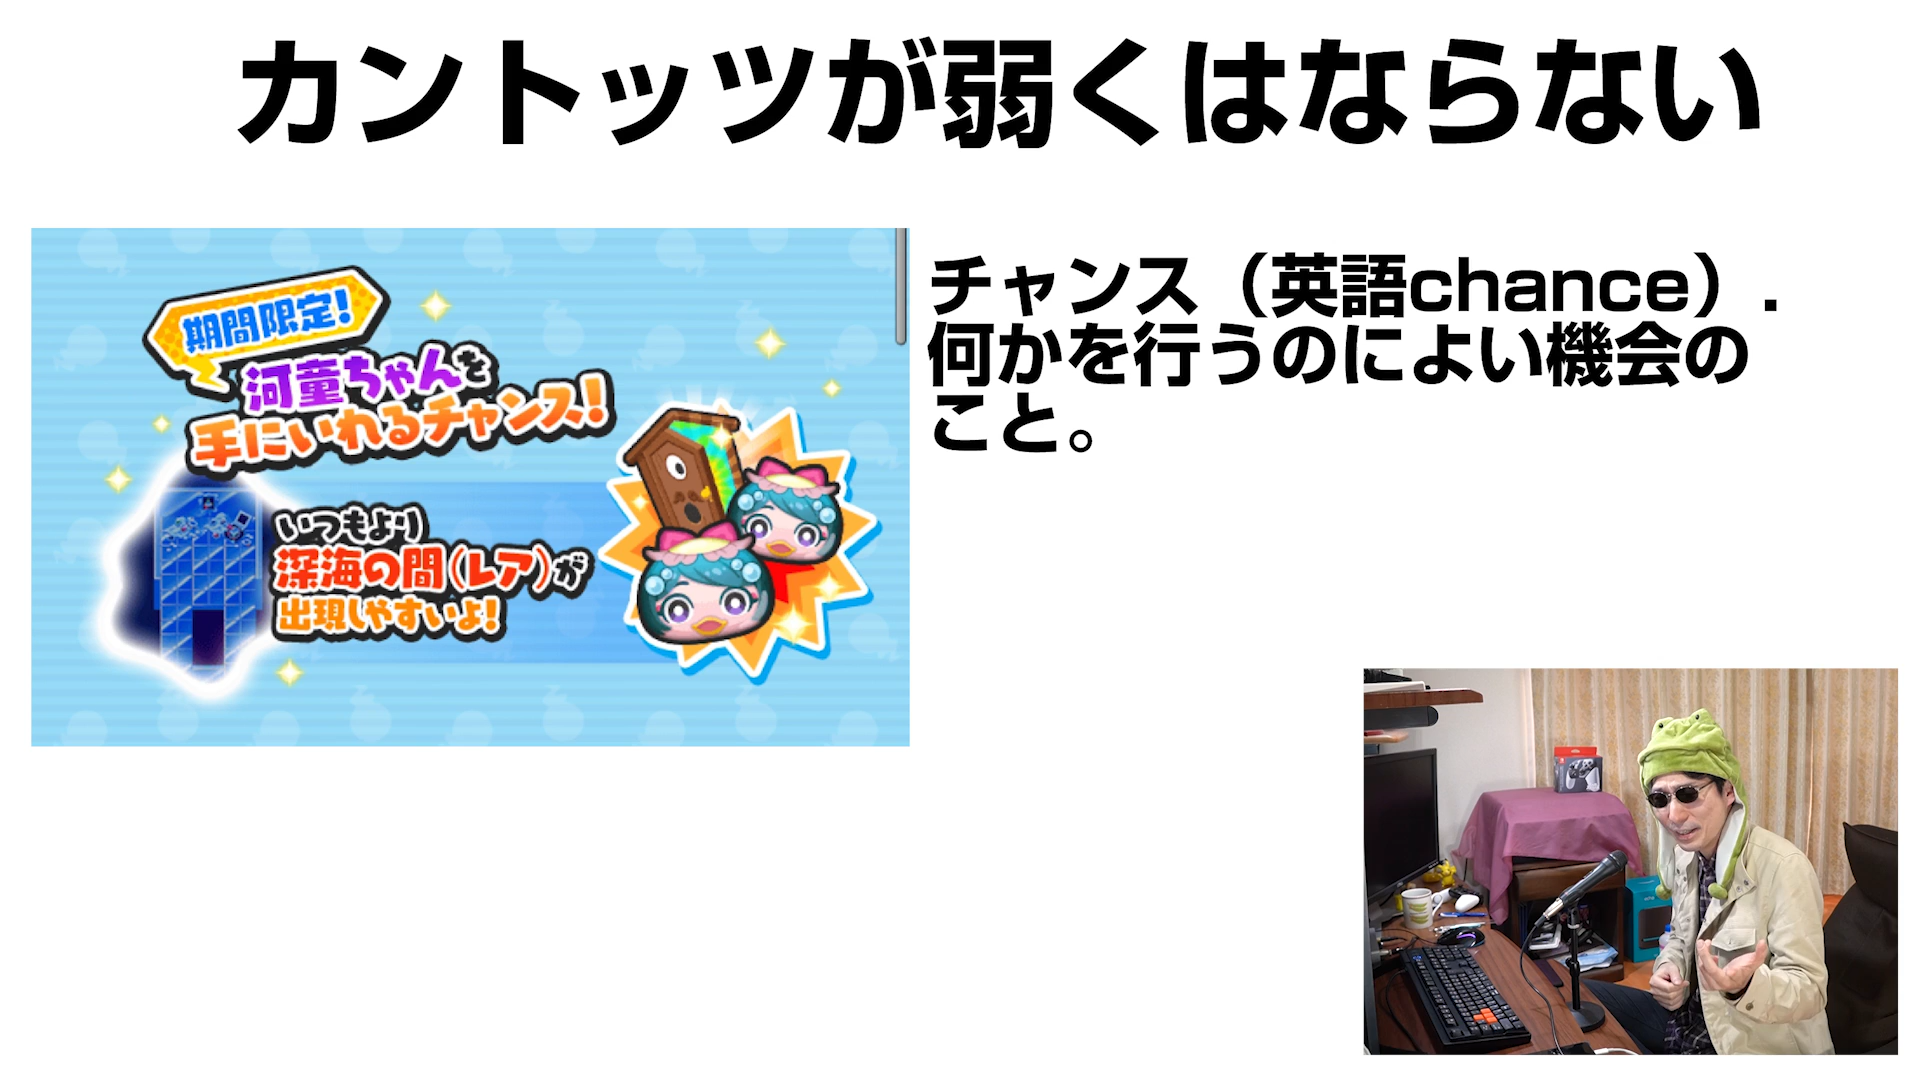 カントッツが弱くはならない
期間限定!
河童ちゃんを
手にいれるチャンス!
いつもより
深海の間(レア)が
出現しやすいよ!
チャンス（英語chance）.
何かを行うのによい機会の
こと。